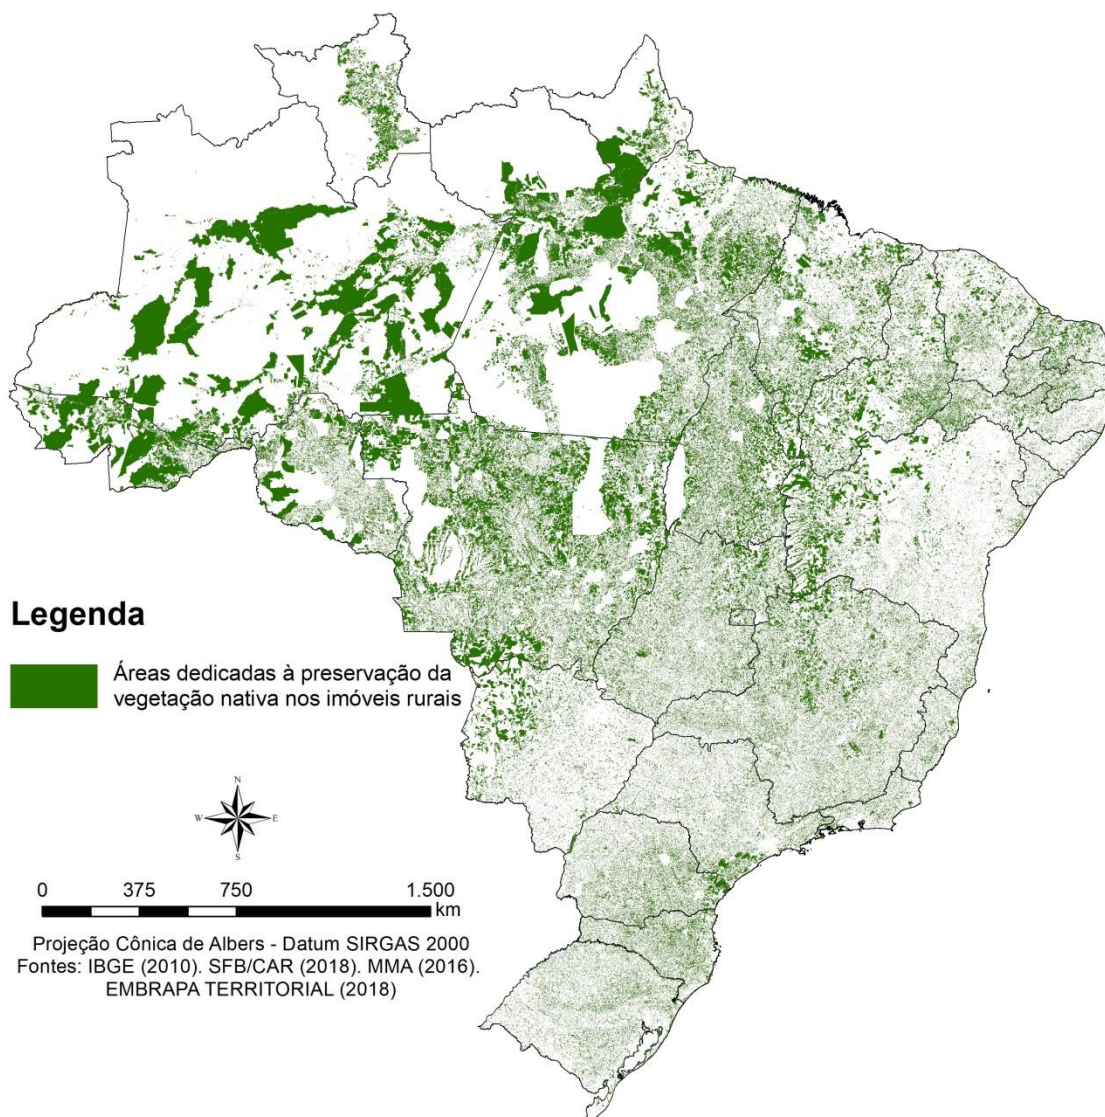 Legenda
Áreas dedicadas à preservação da
vegetação nativa nos imóveis rurais
N
W
E
S
0 375 750 1.500
km
Projeção Cônica de Albers - Datum SIRGAS 2000
Fontes: IBGE (2010). SFB/CAR (2018). MMA (2016).
EMBRAPA TERRITORIAL (2018)